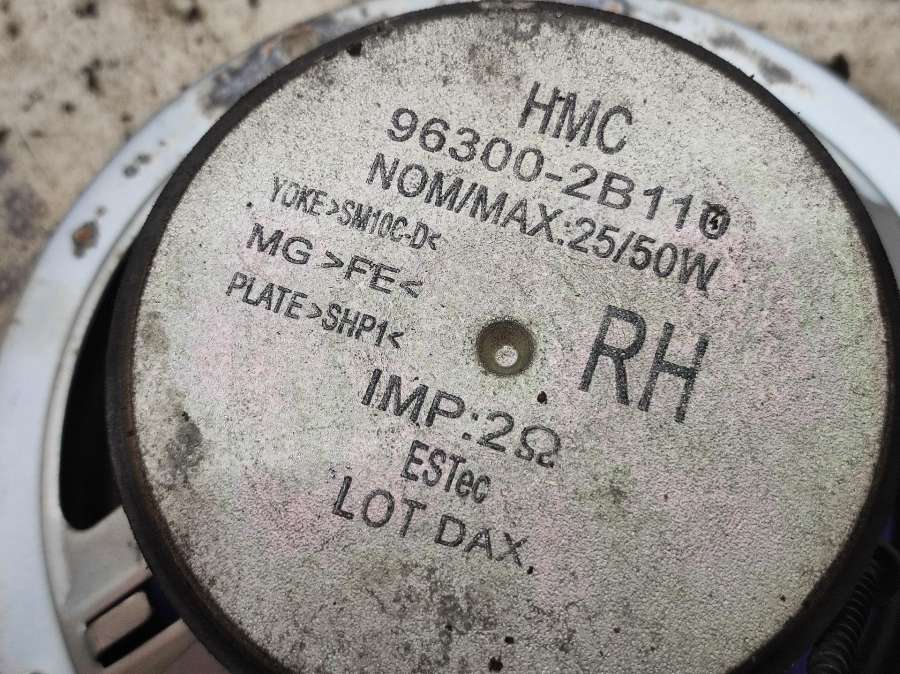 HMC
96300-2B11
NOM/MAX:25/50W
YOKE>SM10C-D<
MG >FE<
PLATE>SHP1<
RH
IMP:2Ω
ESTec
LOT DAX.